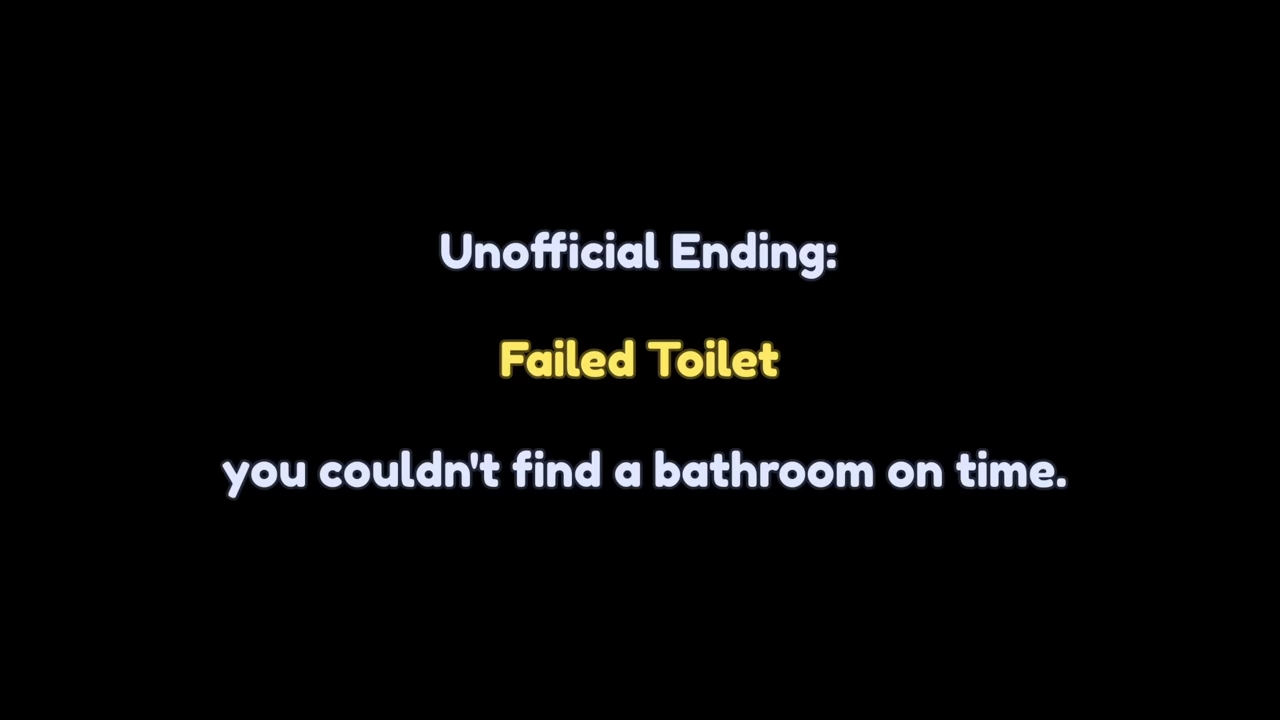 Unofficial Ending:
Failed Toilet
you couldn't find a bathroom on time.